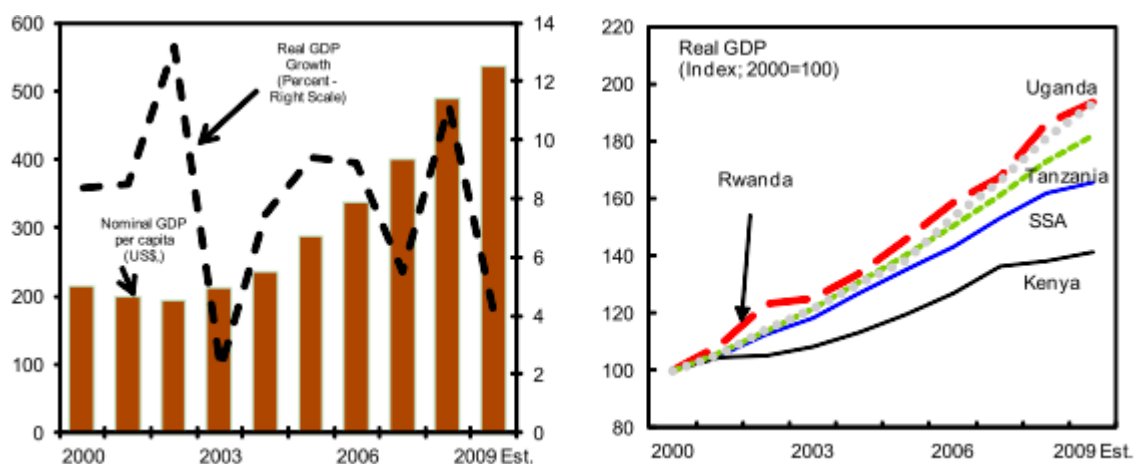 600
500
400
300
200
100
0
14
12
10
8
6
4
2
0
Real GDP
Growth
(Percent -
Right Scale)
Nominal GDP
per capita
(US$,)
2000 2003 2006 2009 Est.
220
200
180
160
140
120
100
80
Real GDP
(Index; 2000=100)
Uganda
Rwanda
Tanzania
SSA
Kenya
2000 2003 2006 2009 Est.